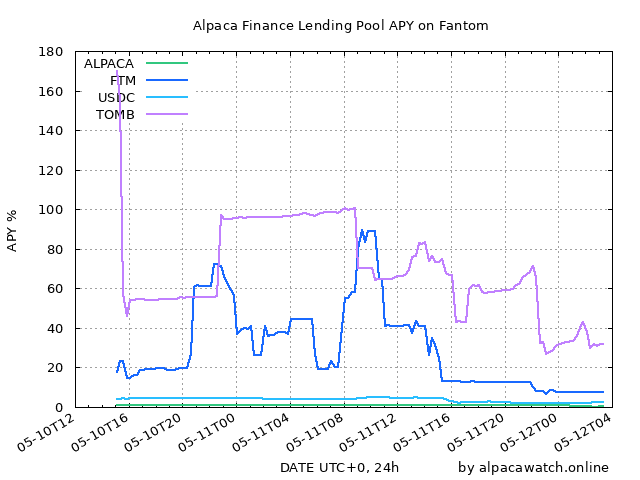 Alpaca Finance Lending Pool APY on Fantom
180
160
140
120
100
80
60
40
20
0
APY %
ALPACA
FTM
USDC
TOMB
05-10T12
05-10T16
05-10T20
05-11T00
05-11T04
05-11T08
05-11T12
05-11T16
05-11T20
05-12T00
05-12T04
DATE UTC+0, 24h
by alpacawatch.online